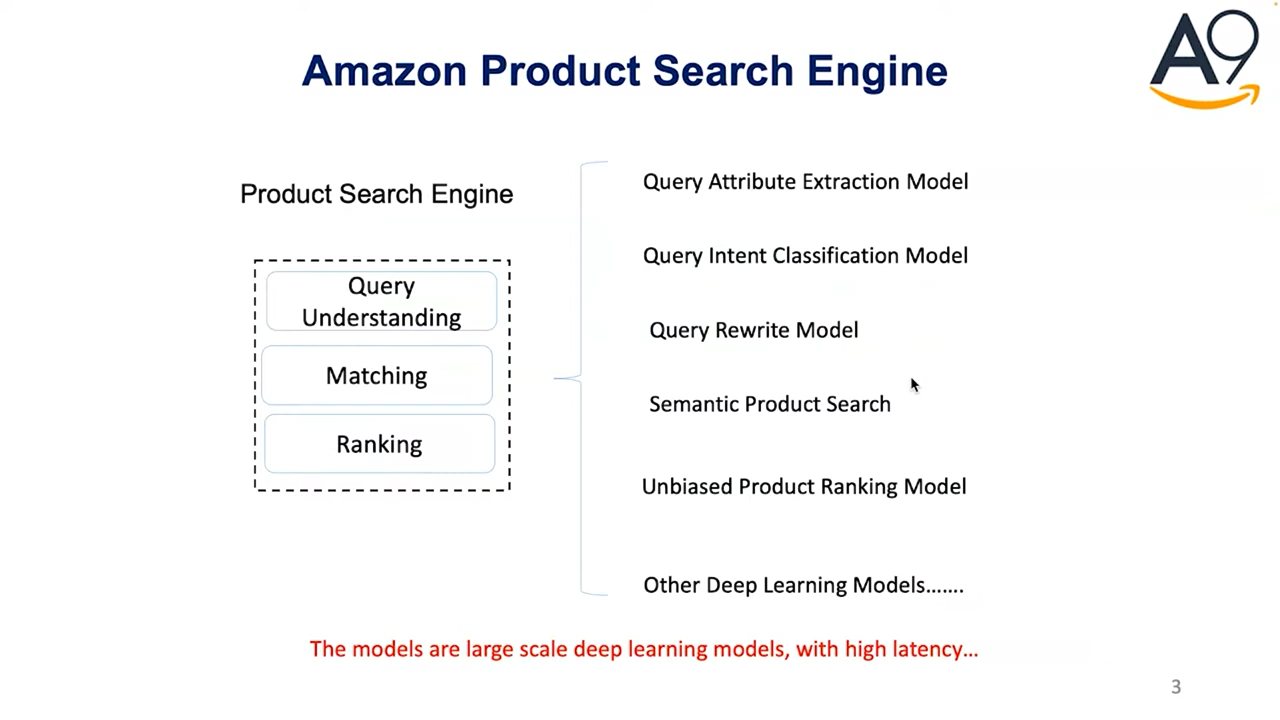 A9
Amazon Product Search Engine
Product Search Engine
Query
Understanding
Matching
Ranking
Query Attribute Extraction Model
Query Intent Classification Model
Query Rewrite Model
Semantic Product Search
Unbiased Product Ranking Model
Other Deep Learning Models…….
The models are large scale deep learning models, with high latency…
3